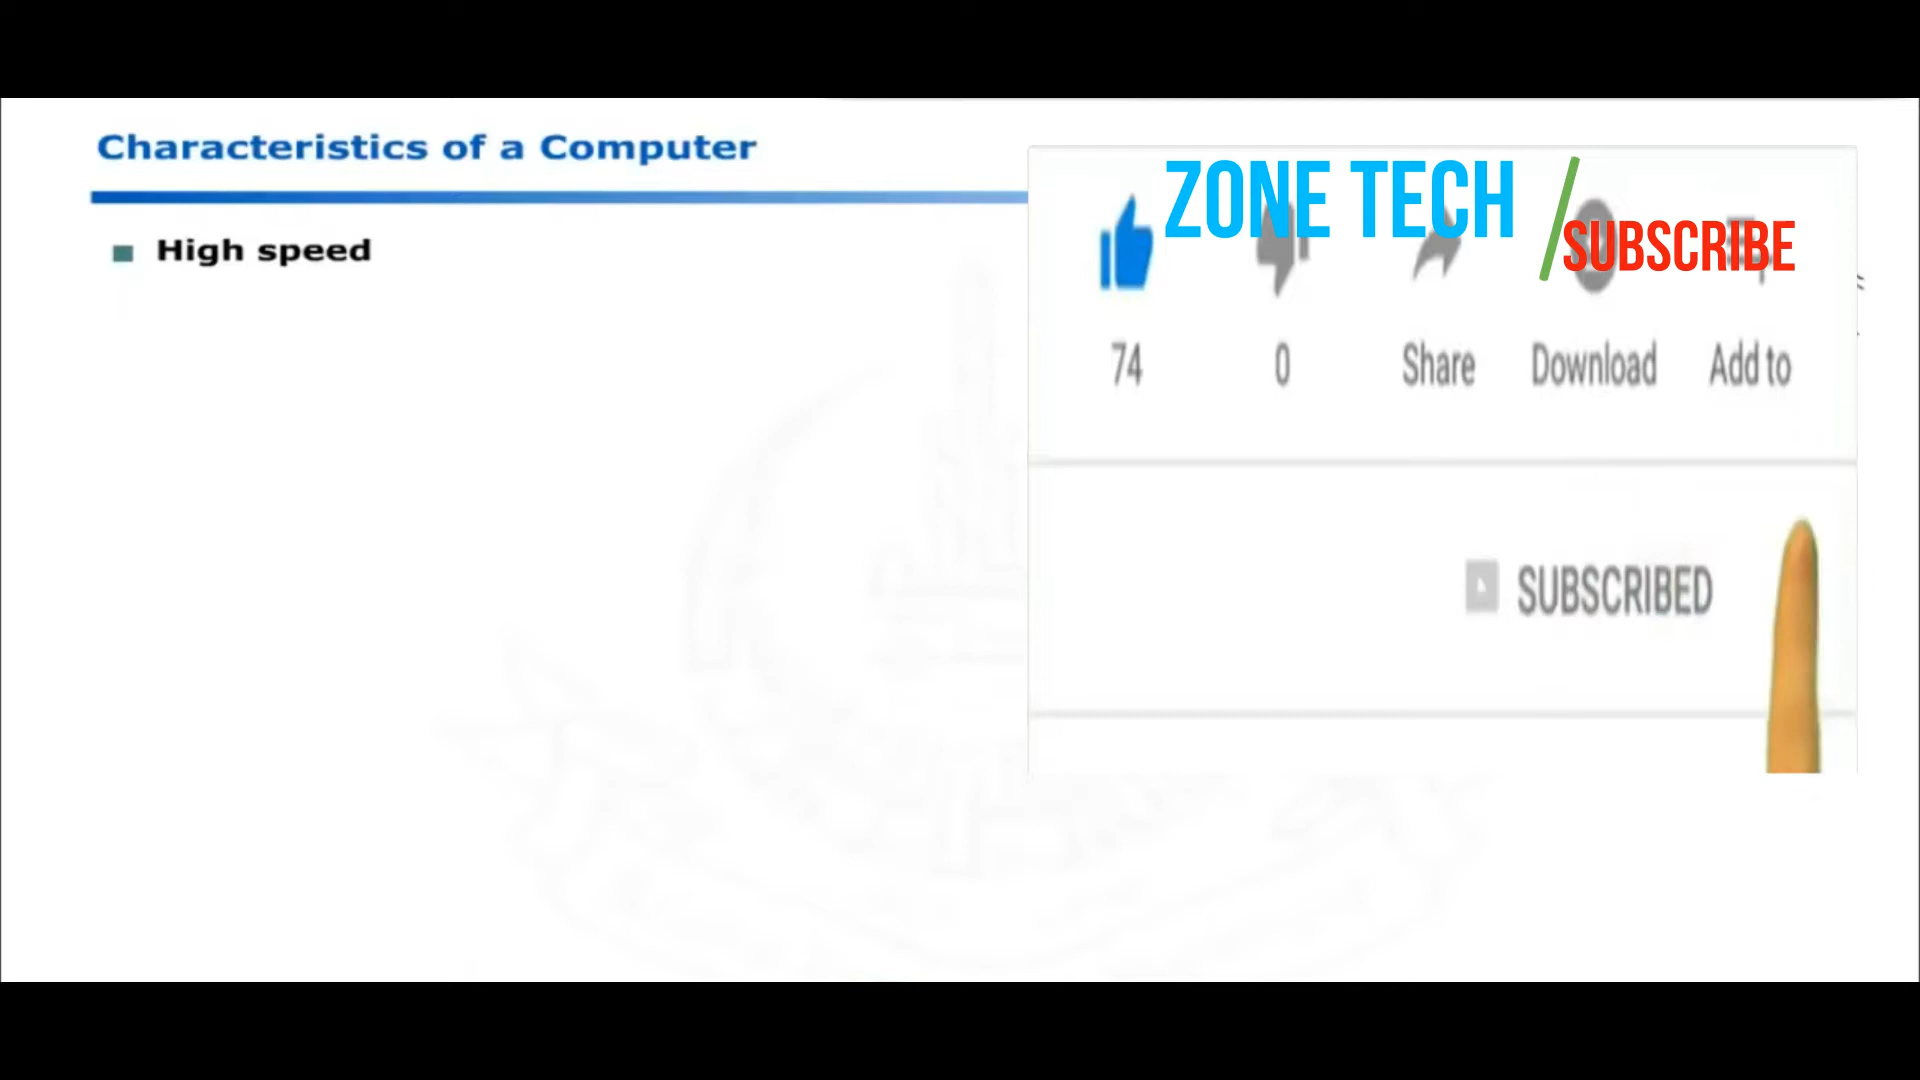 Characteristics of a Computer
High speed
ZONE TECH
SUBSCRIBE
74 0 Share Download Add to
SUBSCRIBED